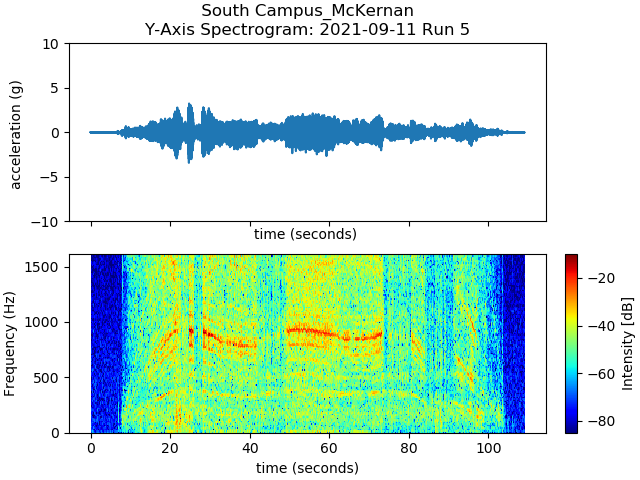 South Campus_McKernan
Y-Axis Spectrogram: 2021-09-11 Run 5
10
5
0
−5
−10
acceleration (g)
time (seconds)
1500
1000
500
0
Frequency (Hz)
0 20 40 60 80 100
time (seconds)
−20
−40
−60
−80
Intensity [dB]